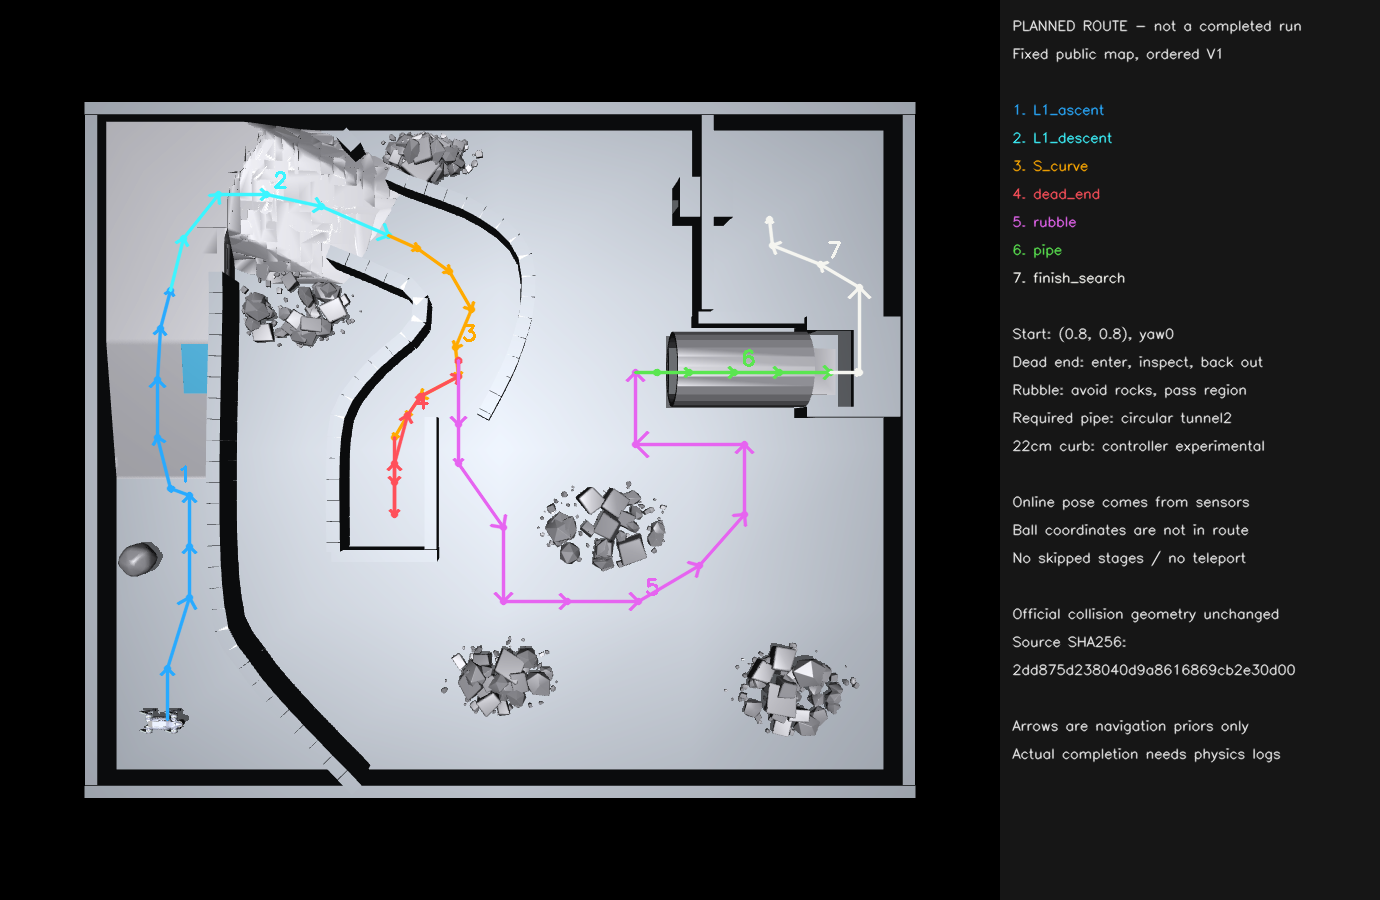 PLANNED ROUTE – not a completed run
Fixed public map, ordered V1
1. L1_ascent
2. L1_descent
3. S_curve
4. dead_end
5. rubble
6. pipe
7. finish_search
Start: (0.8, 0.8), yaw0
Dead end: enter, inspect, back out
Rubble: avoid rocks, pass region
Required pipe: circular tunnel2
22cm curb: controller experimental
Online pose comes from sensors
Ball coordinates are not in route
No skipped stages / no teleport
Official collision geometry unchanged
Source SHA256:
2dd875d238040d9a8616869cb2e30d00
Arrows are navigation priors only
Actual completion needs physics logs
1
2
3
4
5
6
7